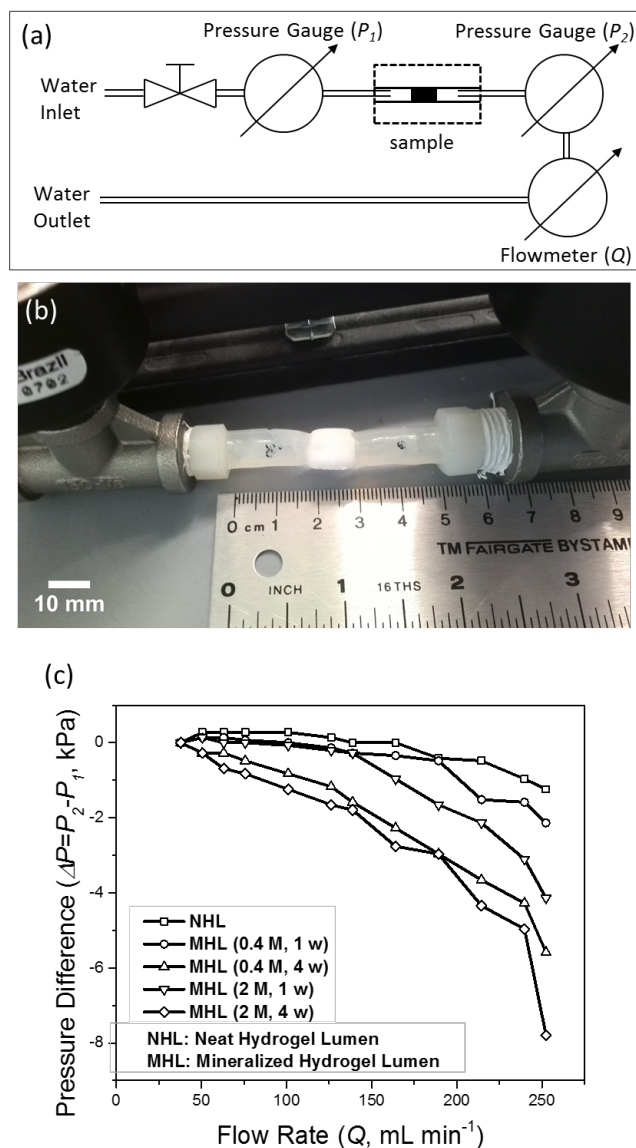 (a)
Pressure Gauge (P1)
Pressure Gauge (P2)
Water
Inlet
sample
Water
Outlet
Flowmeter (Q)
(b)
Brazil
0702
0 cm 1 2 3 4 5 6 7 8 9
TM FAIRGATE BYSTAM
0 INCH 1 16 THS 2 3
10 mm
(c)
Pressure Difference (ΔP=P2-P1, kPa)
0
-2
-4
-6
-8
NHL
MHL (0.4 M, 1 w)
MHL (0.4 M, 4 w)
MHL (2 M, 1 w)
MHL (2 M, 4 w)
NHL: Neat Hydrogel Lumen
MHL: Mineralized Hydrogel Lumen
0 50 100 150 200 250
Flow Rate (Q, mL min⁻¹)